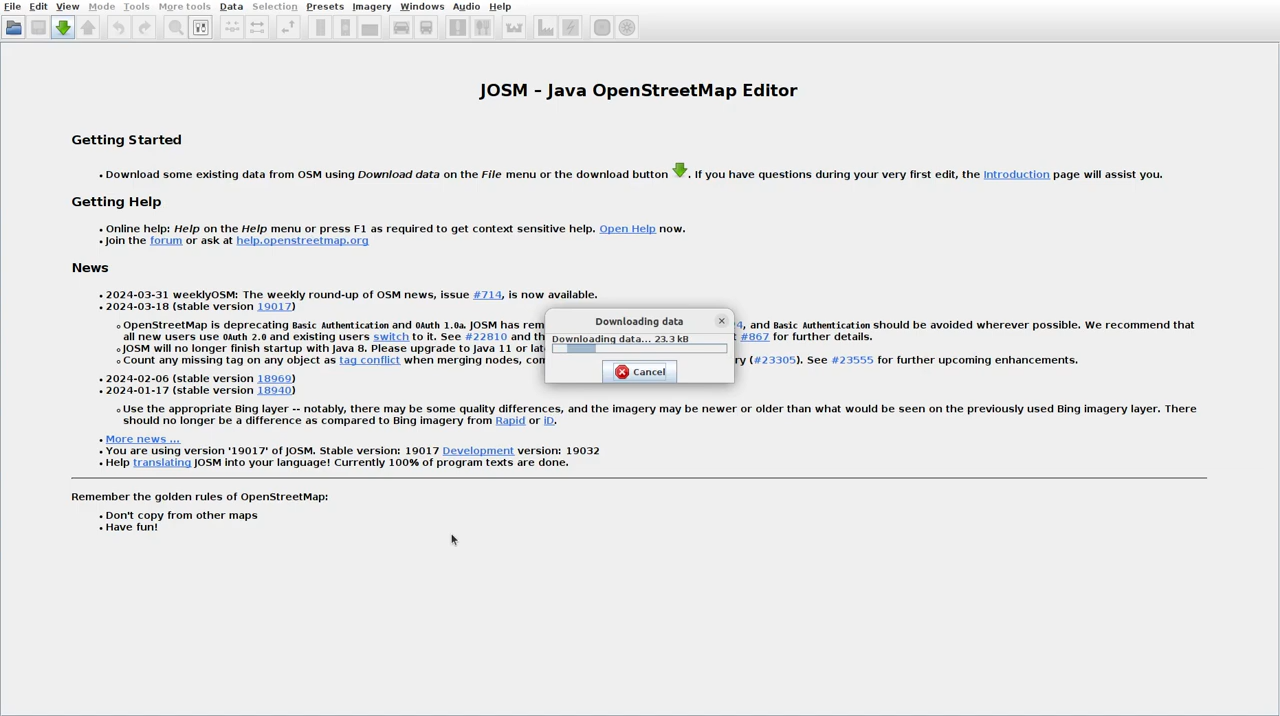 File Edit View Mode Tools More tools Data Selection Presets Imagery Windows Audio Help
JOSM – Java OpenStreetMap Editor
Getting Started
• Download some existing data from OSM using Download data on the File menu or the download button . If you have questions during your very first edit, the Introduction page will assist you.
Getting Help
• Online help: Help on the Help menu or press F1 as required to get context sensitive help. Open Help now.
• Join the forum or ask at help.openstreetmap.org
News
• 2024-03-31 weeklyOSM: The weekly round-up of OSM news, issue #714, is now available.
• 2024-03-18 (stable version 19017)
OpenStreetMap is deprecating Basic Authentication and OAuth 1.0a. JOSM has rem 4, and Basic Authentication should be avoided wherever possible. We recommend that
all new users use OAuth 2.0 and existing users switch to it. See #22810 and th #867 for further details.
JOSM will no longer finish startup with Java 8. Please upgrade to Java 11 or late
Count any missing tag on any object as tag conflict when merging nodes, con ry (#23305). See #23555 for further upcoming enhancements.
• 2024-02-06 (stable version 18969)
• 2024-01-17 (stable version 18940)
Use the appropriate Bing layer -- notably, there may be some quality differences, and the imagery may be newer or older than what would be seen on the previously used Bing imagery layer. There
should no longer be a difference as compared to Bing imagery from Rapid or iD.
• More news ...
• You are using version '19017' of JOSM. Stable version: 19017 Development version: 19032
• Help translating JOSM into your language! Currently 100% of program texts are done.
Remember the golden rules of OpenStreetMap:
• Don't copy from other maps
• Have fun!
Downloading data
Downloading data... 23.3 kB
Cancel